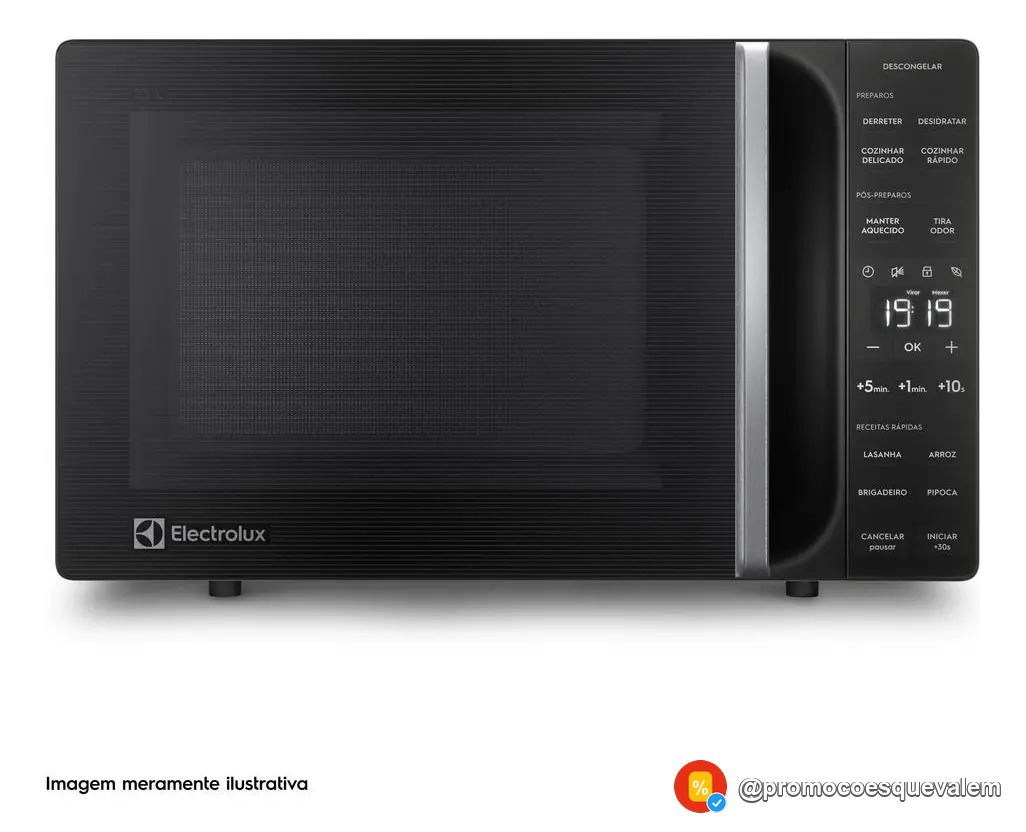 DESCONGELAR
PREPAROS
DERRETER DESIDRATAR
COZINHAR DELICADO
COZINHAR RÁPIDO
PÓS-PREPAROS
MANTER AQUECIDO
TIRA ODOR
Virar Mexer
19:19
— OK +
+5min. +1min. +10s
RECEITAS RÁPIDAS
LASANHA ARROZ
BRIGADEIRO PIPOCA
CANCELAR pausar
INICIAR +30s
Electrolux
Imagem meramente ilustrativa
% @promocoesquevalem